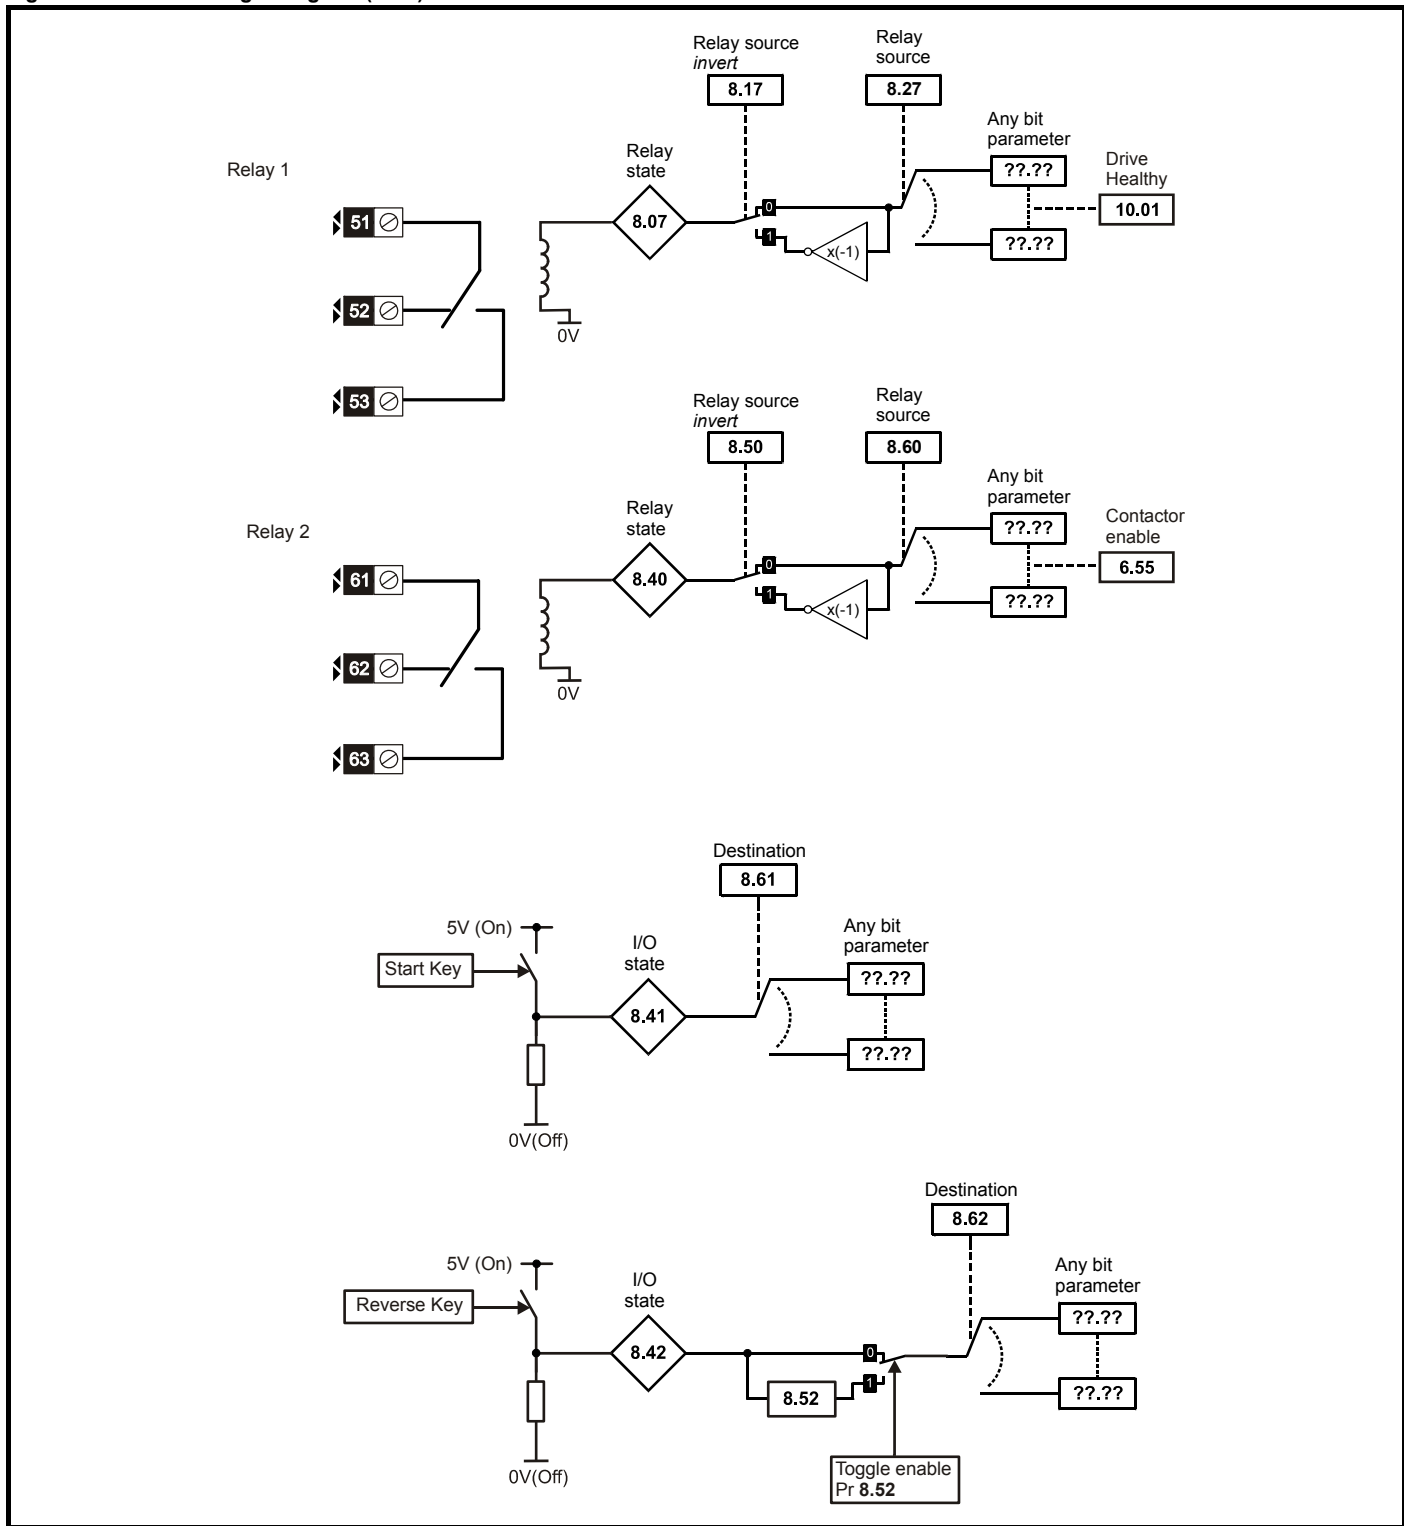 Relay source
invert
8.17
Relay
source
8.27
Any bit
parameter
??.??
Drive
Healthy
10.01
??.??
Relay 1
Relay
state
8.07
0
1
x(-1)
51
52
53
0V
Relay source
invert
8.50
Relay
source
8.60
Any bit
parameter
??.??
Contactor
enable
6.55
??.??
Relay 2
Relay
state
8.40
0
1
x(-1)
61
62
63
0V
Destination
8.61
5V (On)
Start Key
I/O
state
8.41
Any bit
parameter
??.??
??.??
0V(Off)
Destination
8.62
5V (On)
Reverse Key
I/O
state
8.42
0
1
8.52
Any bit
parameter
??.??
??.??
0V(Off)
Toggle enable
Pr 8.52